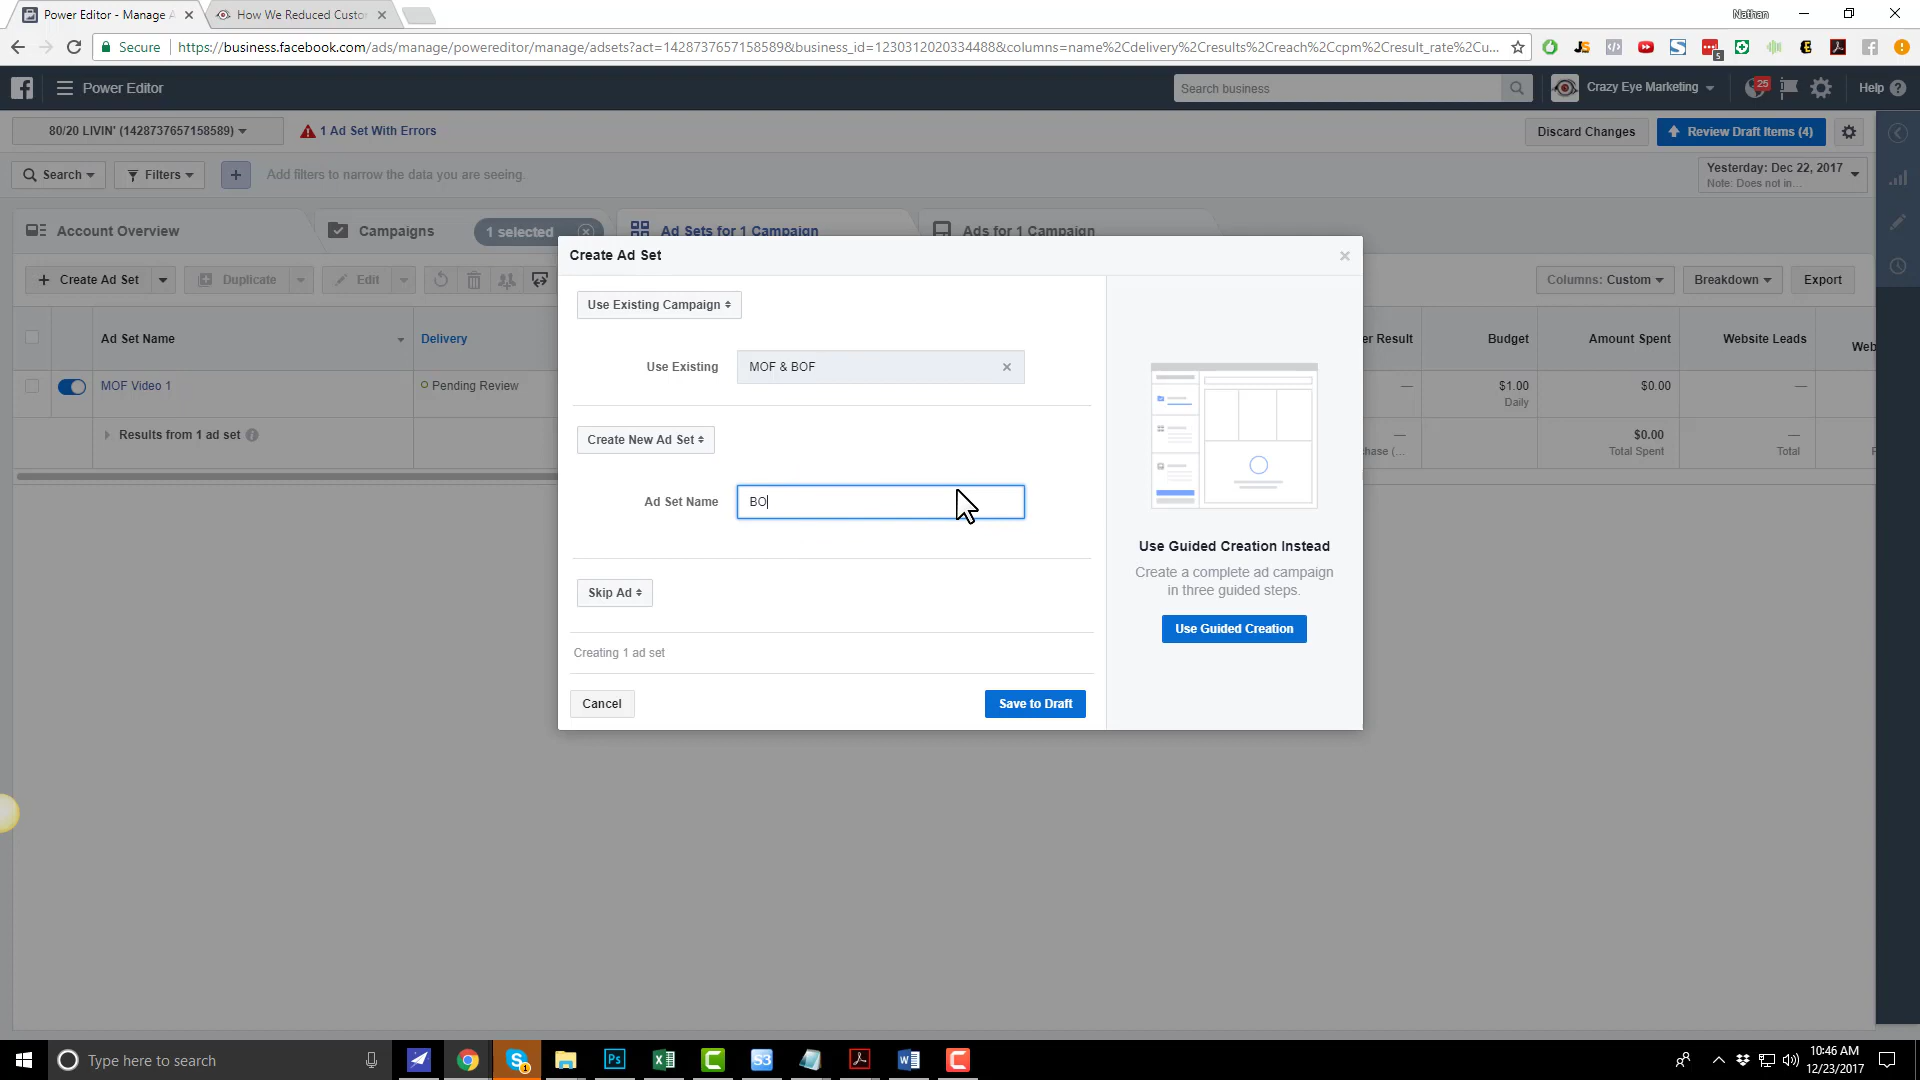 Power Editor - Manage A
How We Reduced Custo
Nathan
Secure
https://business.facebook.com/ads/manage/powereditor/manage/adsets?act=1428737657158589&business_id=1230312020334488&columns=name%2Cdelivery%2Cresults%2Creach%2Ccpm%2Cresult_rate%2Cu...
Power Editor
Search business
Crazy Eye Marketing
25
Help
80/20 LIVIN' (1428737657158589)
1 Ad Set With Errors
Discard Changes
Review Draft Items (4)
Search
Filters
Add filters to narrow the data you are seeing.
Yesterday: Dec 22, 2017
Note: Does not in...
Account Overview
Campaigns
1 selected
Ad Sets for 1 Campaign
Ads for 1 Campaign
Create Ad Set
Duplicate
Edit
Columns: Custom
Breakdown
Export
Ad Set Name
Delivery
er Result
Budget
Amount Spent
Website Leads
Web
MOF Video 1
Pending Review
—
$1.00
Daily
$0.00
—
Results from 1 ad set
—
hase (...
$0.00
Total Spent
—
Total
Create Ad Set
Use Existing Campaign
Use Existing
MOF & BOF
Create New Ad Set
Ad Set Name
BO
Skip Ad
Creating 1 ad set
Cancel
Save to Draft
Use Guided Creation Instead
Create a complete ad campaign
in three guided steps.
Use Guided Creation
Type here to search
10:46 AM
12/23/2017